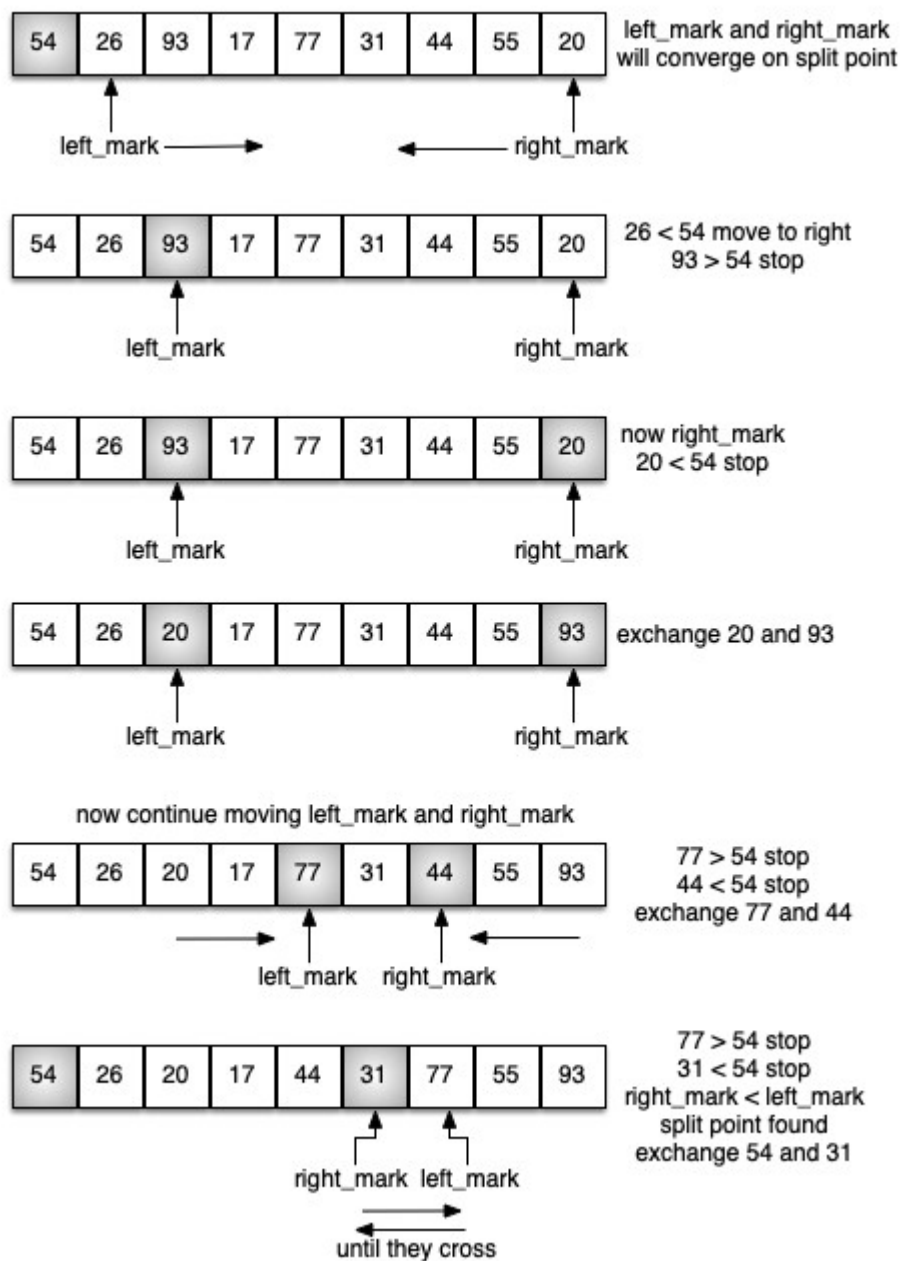 54 26 93 17 77 31 44 55 20
left_mark and right_mark
will converge on split point
left_mark right_mark
54 26 93 17 77 31 44 55 20
26 < 54 move to right
93 > 54 stop
left_mark right_mark
54 26 93 17 77 31 44 55 20
now right_mark
20 < 54 stop
left_mark right_mark
54 26 20 17 77 31 44 55 93
exchange 20 and 93
left_mark right_mark
now continue moving left_mark and right_mark
54 26 20 17 77 31 44 55 93
77 > 54 stop
44 < 54 stop
exchange 77 and 44
left_mark right_mark
54 26 20 17 44 31 77 55 93
77 > 54 stop
31 < 54 stop
right_mark < left_mark
split point found
exchange 54 and 31
right_mark left_mark
until they cross